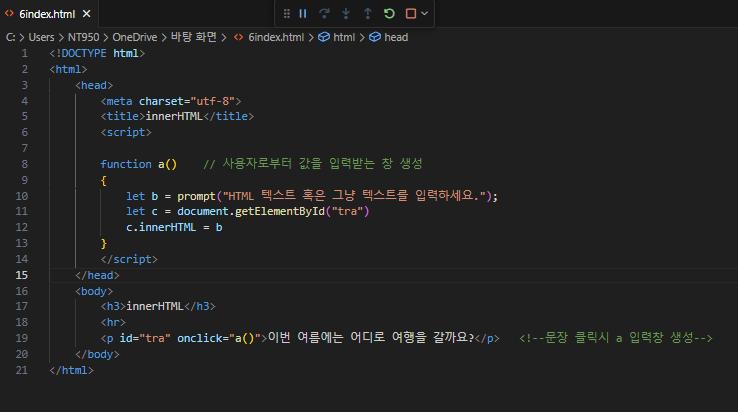 6index.html
C: > Users > NT950 > OneDrive > 바탕 화면 > 6index.html > html > head
1 <!DOCTYPE html>
2 <html>
3 <head>
4 <meta charset="utf-8">
5 <title>innerHTML</title>
6 <script>
7
8 function a() // 사용자로부터 값을 입력받는 창 생성
9 {
10 let b = prompt("HTML 텍스트 혹은 그냥 텍스트를 입력하세요.");
11 let c = document.getElementById("tra")
12 c.innerHTML = b
13 }
14 </script>
15 </head>
16 <body>
17 <h3>innerHTML</h3>
18 <hr>
19 <p id="tra" onclick="a()">이번 여름에는 어디로 여행을 갈까요?</p> <!--문장 클릭시 a 입력창 생성-->
20 </body>
21 </html>